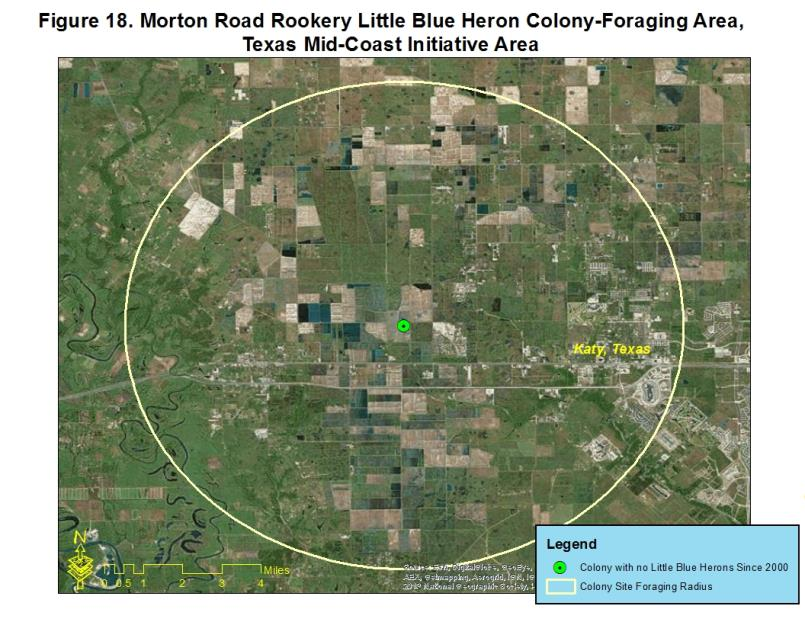 Figure 18. Morton Road Rookery Little Blue Heron Colony-Foraging Area,
Texas Mid-Coast Initiative Area
Katy, Texas
N
Miles
0 0.5 1 2 3 4
Legend
Colony with no Little Blue Herons Since 2000
Colony Site Foraging Radius